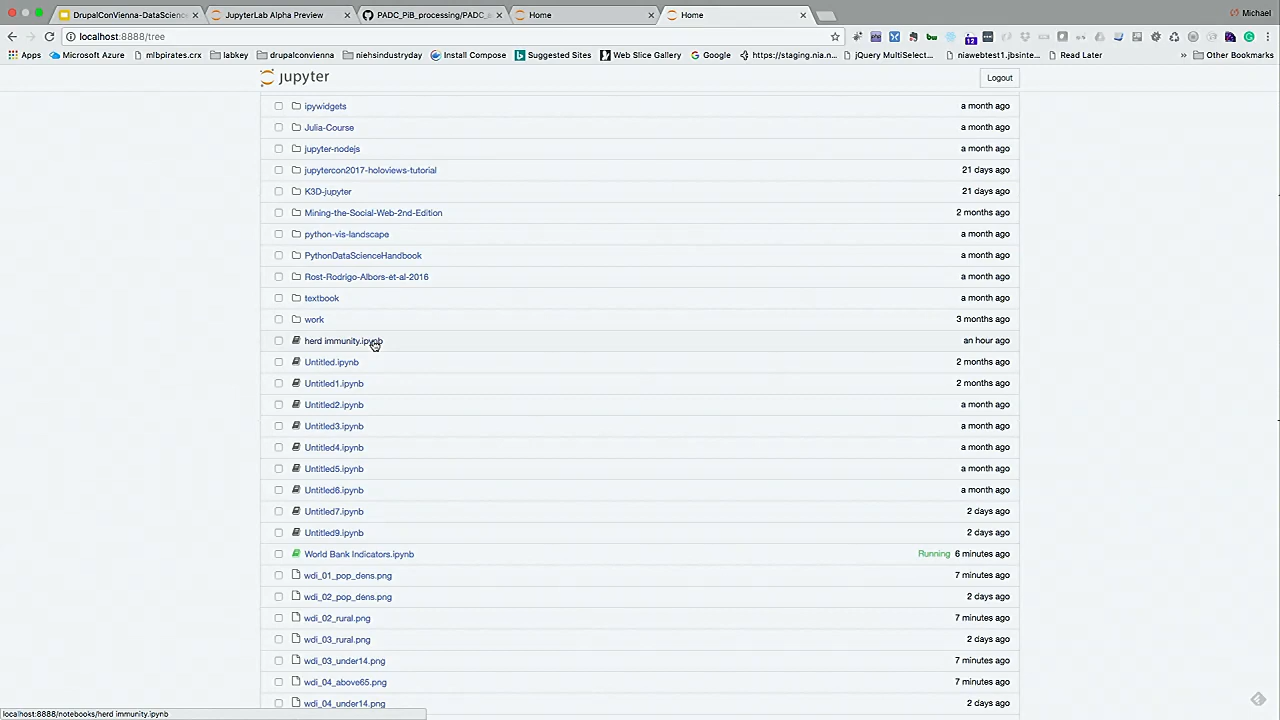 DrupalConVienna-DataScienc
JupyterLab Alpha Preview
PADC_PiB_processing/PADC_
Home
Home
Michael
localhost:8888/tree
Apps
Microsoft Azure
mlbpirates.crx
labkey
drupalconvienna
niehindustryday
Install Compose
Suggested Sites
Web Slice Gallery
Google
https://staging.nia.n...
jQuery MultiSelect...
niawebtest1.jbsinte...
Read Later
»
Other Bookmarks
jupyter
Logout
ipywidgets a month ago
Julia-Course a month ago
jupyter-nodejs a month ago
jupytercon2017-holoviews-tutorial 21 days ago
K3D-jupyter 21 days ago
Mining-the-Social-Web-2nd-Edition 2 months ago
python-vis-landscape a month ago
PythonDataScienceHandbook a month ago
Rost-Rodrigo-Albors-et-al-2016 a month ago
textbook a month ago
work 3 months ago
herd immunity.ipynb an hour ago
Untitled.ipynb 2 months ago
Untitled1.ipynb 2 months ago
Untitled2.ipynb a month ago
Untitled3.ipynb a month ago
Untitled4.ipynb a month ago
Untitled5.ipynb a month ago
Untitled6.ipynb a month ago
Untitled7.ipynb 2 days ago
Untitled9.ipynb 2 days ago
World Bank Indicators.ipynb Running 6 minutes ago
wdi_01_pop_dens.png 7 minutes ago
wdi_02_pop_dens.png 2 days ago
wdi_02_rural.png 7 minutes ago
wdi_03_rural.png 2 days ago
wdi_03_under14.png 7 minutes ago
wdi_04_above65.png 7 minutes ago
wdi_04_under14.png 2 days ago
localhost:8888/notebooks/herd immunity.ipynb